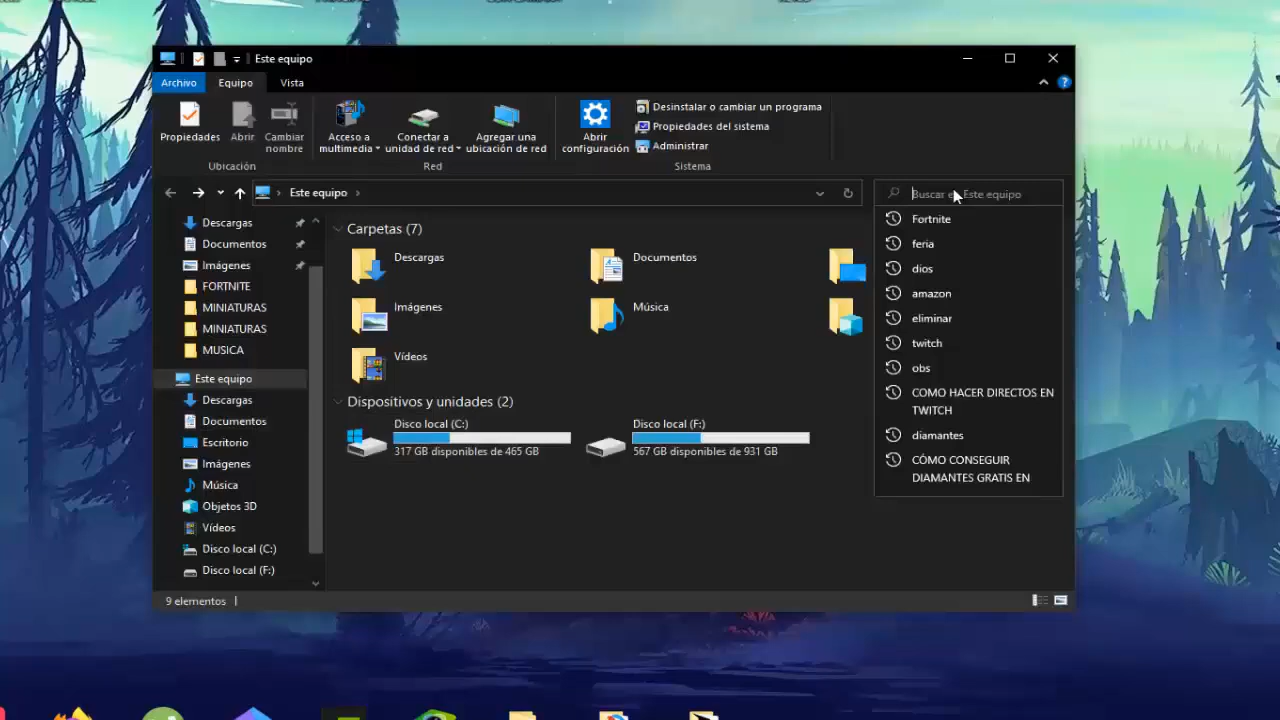 Este equipo
Archivo
Equipo
Vista
Propiedades
Abrir
Cambiar
nombre
Acceso a
multimedia
Conectar a
unidad de red
Agregar una
ubicación de red
Abrir
configuración
Desinstalar o cambiar un programa
Propiedades del sistema
Administrar
Ubicación
Red
Sistema
Este equipo
Buscar e Este equipo
Descargas
Documentos
Imágenes
FORTNITE
MINIATURAS
MINIATURAS
MUSICA
Este equipo
Descargas
Documentos
Escritorio
Imágenes
Música
Objetos 3D
Vídeos
Disco local (C:)
Disco local (F:)
Carpetas (7)
Descargas
Documentos
Imágenes
Música
Vídeos
Dispositivos y unidades (2)
Disco local (C:)
317 GB disponibles de 465 GB
Disco local (F:)
567 GB disponibles de 931 GB
Fortnite
feria
dios
amazon
eliminar
twitch
obs
COMO HACER DIRECTOS EN
TWITCH
diamantes
CÓMO CONSEGUIR
DIAMANTES GRATIS EN
9 elementos